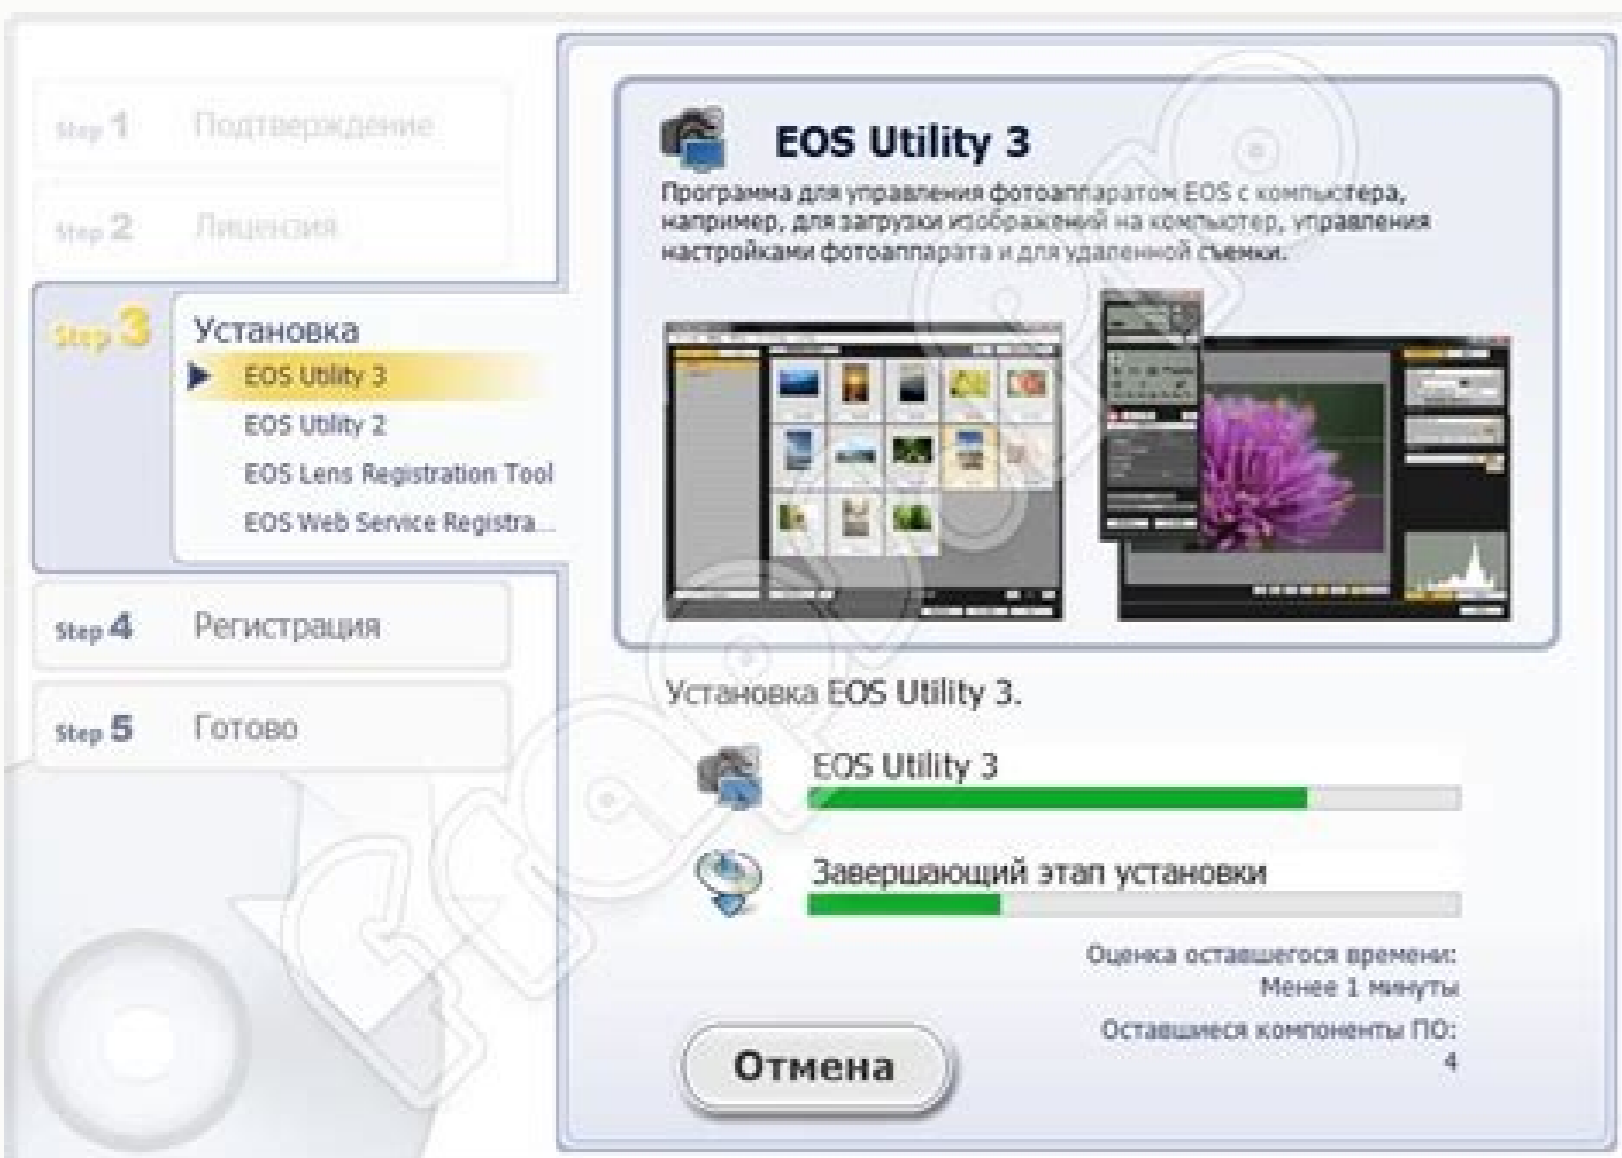 Step 1 Подтверждение
Step 2 Лицензия
Step 3 Установка
EOS Utility 3
EOS Utility 2
EOS Lens Registration Tool
EOS Web Service Registra...
Step 4 Регистрация
Step 5 Готово
EOS Utility 3
Программа для управления фотоаппаратом EOS с компьютера,
например, для загрузки изображений на компьютер, управления
настройками фотоаппарата и для удаленной съемки.
Установка EOS Utility 3.
EOS Utility 3
Завершающий этап установки
Оценка оставшегося времени:
Менее 1 минуты
Оставшиеся компоненты ПО:
4
Отмена